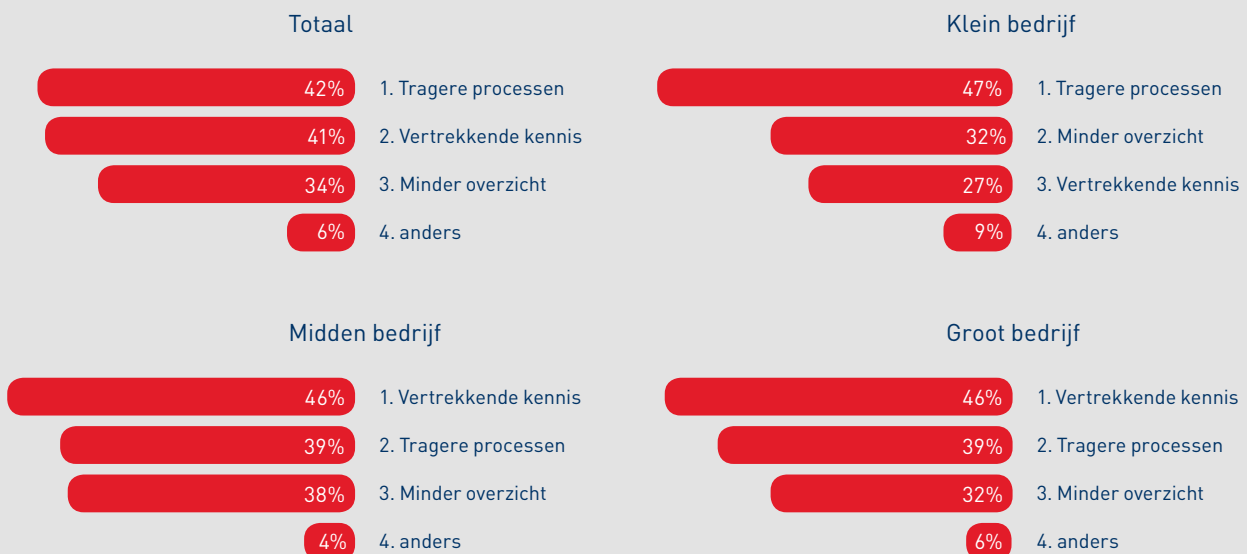 Totaal
42% 1. Tragere processen
41% 2. Vertrekkende kennis
34% 3. Minder overzicht
6% 4. anders
Klein bedrijf
47% 1. Tragere processen
32% 2. Minder overzicht
27% 3. Vertrekkende kennis
9% 4. anders
Midden bedrijf
46% 1. Vertrekkende kennis
39% 2. Tragere processen
38% 3. Minder overzicht
4% 4. anders
Groot bedrijf
46% 1. Vertrekkende kennis
39% 2. Tragere processen
32% 3. Minder overzicht
6% 4. anders